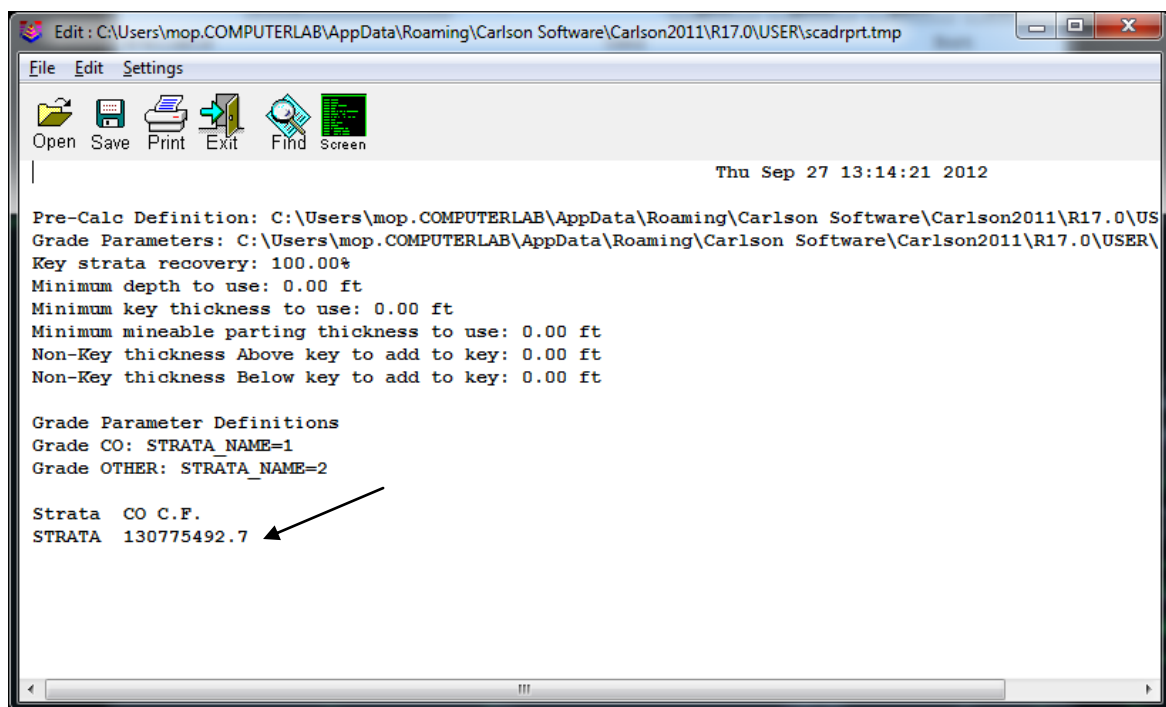 Edit : C:\Users\mop.COMPUTERLAB\AppData\Roaming\Carlson Software\Carlson2011\R17.0\USER\scadrprt.tmp
File Edit Settings
Open Save Print Exit Find Screen
Thu Sep 27 13:14:21 2012
Pre-Calc Definition: C:\Users\mop.COMPUTERLAB\AppData\Roaming\Carlson Software\Carlson2011\R17.0\US
Grade Parameters: C:\Users\mop.COMPUTERLAB\AppData\Roaming\Carlson Software\Carlson2011\R17.0\USER\
Key strata recovery: 100.00%
Minimum depth to use: 0.00 ft
Minimum key thickness to use: 0.00 ft
Minimum mineable parting thickness to use: 0.00 ft
Non-Key thickness Above key to add to key: 0.00 ft
Non-Key thickness Below key to add to key: 0.00 ft
Grade Parameter Definitions
Grade CO: STRATA_NAME=1
Grade OTHER: STRATA_NAME=2
Strata CO C.F.
STRATA 130775492.7